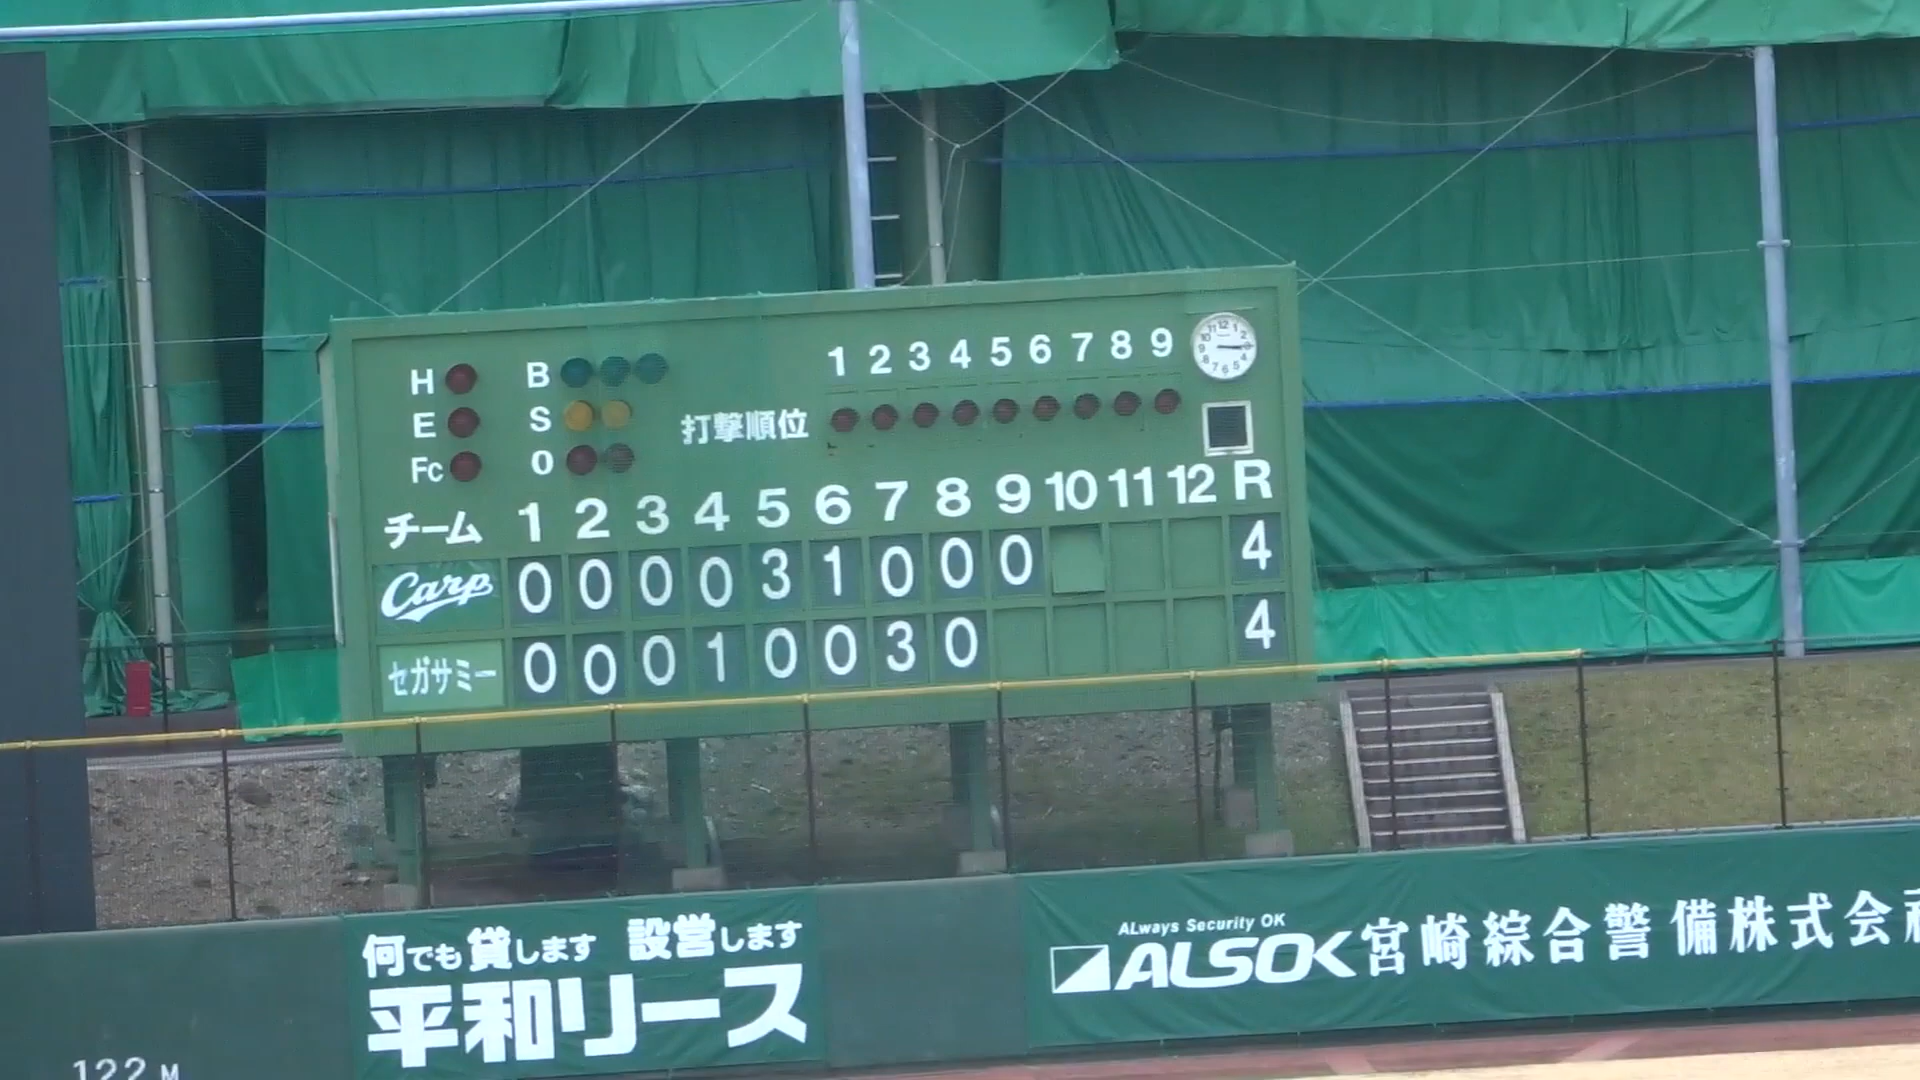 H B 1 2 3 4 5 6 7 8 9
E S 打撃順位
Fc O
チーム 1 2 3 4 5 6 7 8 9 10 11 12 R
Carp 0 0 0 0 3 1 0 0 0 4
セガサミー 0 0 0 1 0 0 3 0 4
何でも貸します 設営します
平和リース
ALways Security OK
ALSOK 宮崎綜合警備株式会社
122 M